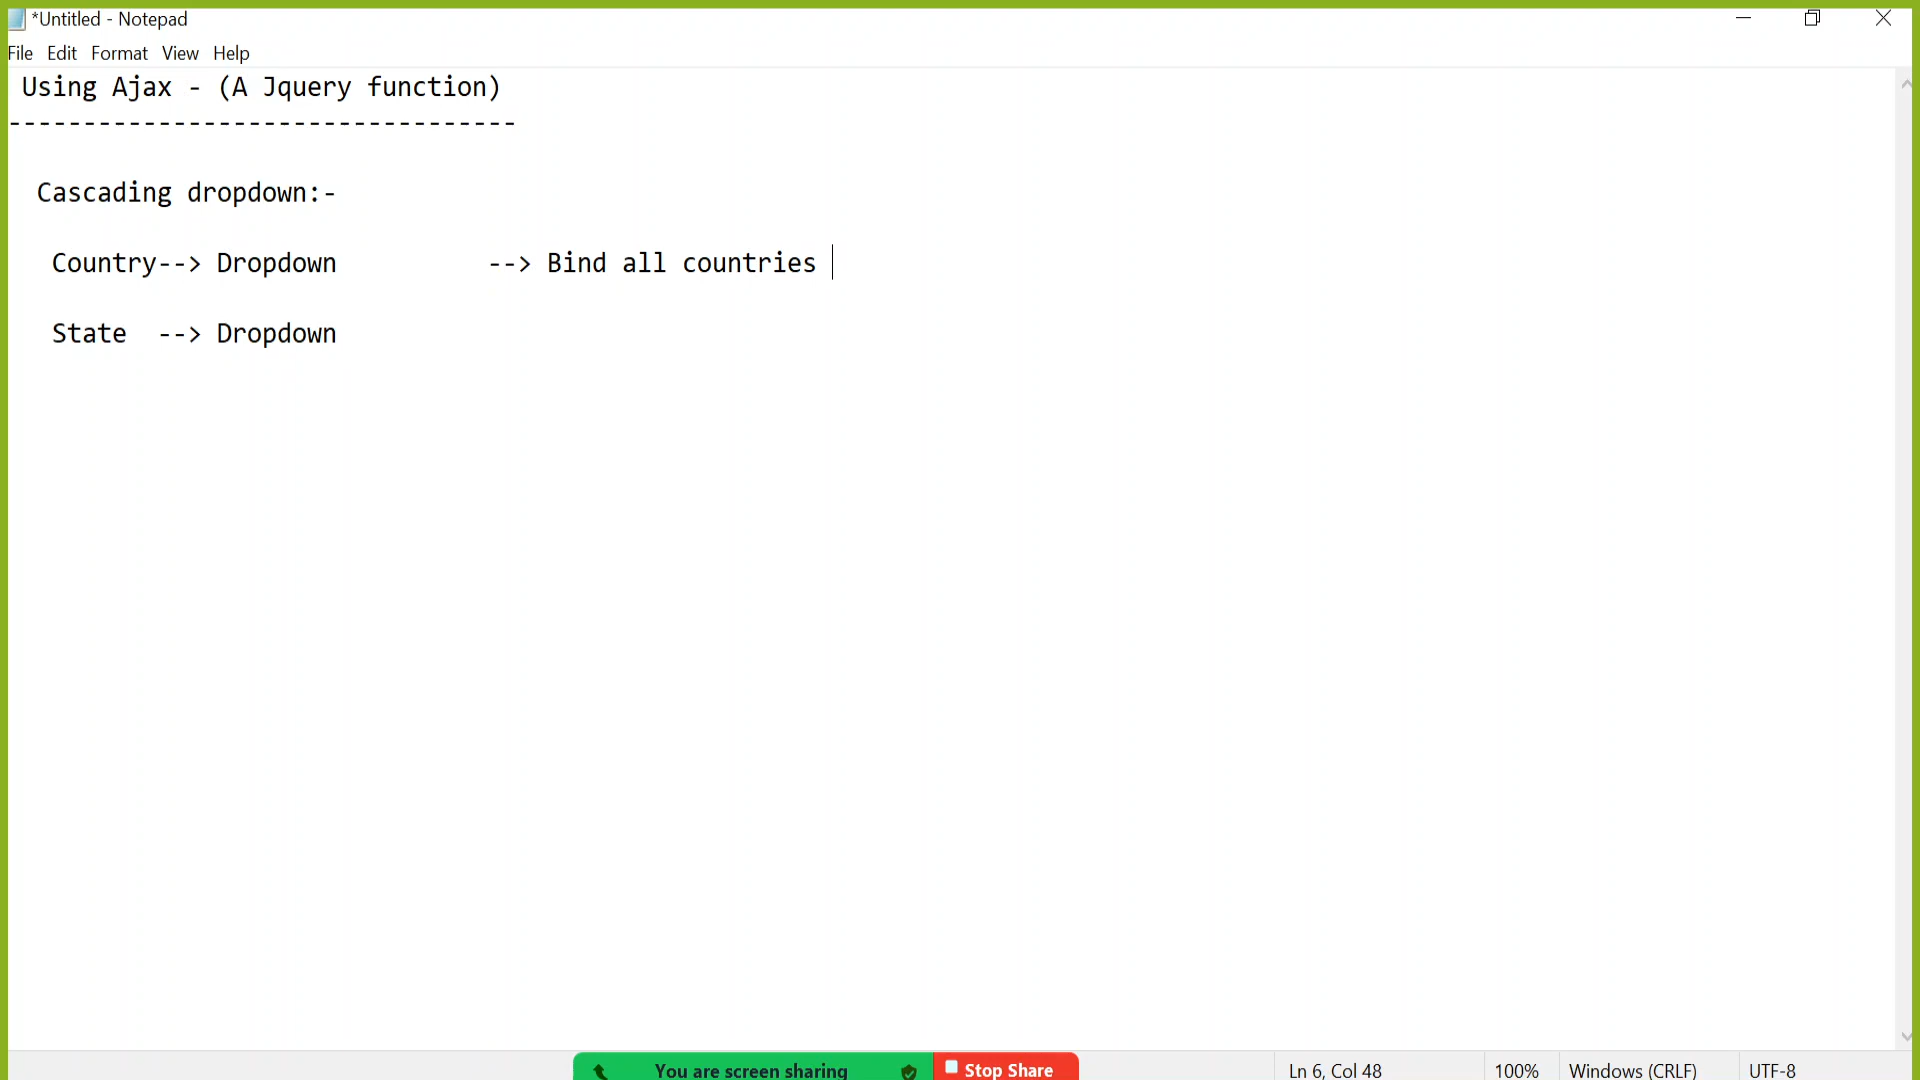 *Untitled - Notepad
File Edit Format View Help
Using Ajax - (A Jquery function)
----------------------------------
Cascading dropdown:-
Country--> Dropdown --> Bind all countries
State --> Dropdown
You are screen sharing Stop Share Ln 6, Col 48 100% Windows (CRLF) UTF-8